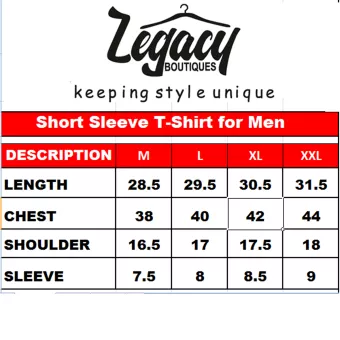 Legacy
BOUTIQUES
keeping style unique
Short Sleeve T-Shirt for Men
DESCRIPTION M L XL XXL
LENGTH 28.5 29.5 30.5 31.5
CHEST 38 40 42 44
SHOULDER 16.5 17 17.5 18
SLEEVE 7.5 8 8.5 9